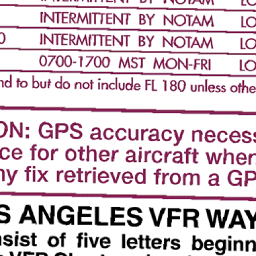 INTERMITTENT BY NOTAM LO
INTERMITTENT BY NOTAM LO
0 INTERMITTENT BY NOTAM LO
0700-1700 MST MON-FRI LO
nd to but do not include FL 180 unless othe
ON: GPS accuracy necess
ce for other aircraft when
ny fix retrieved from a GP
S ANGELES VFR WAY
nsist of five letters beginn